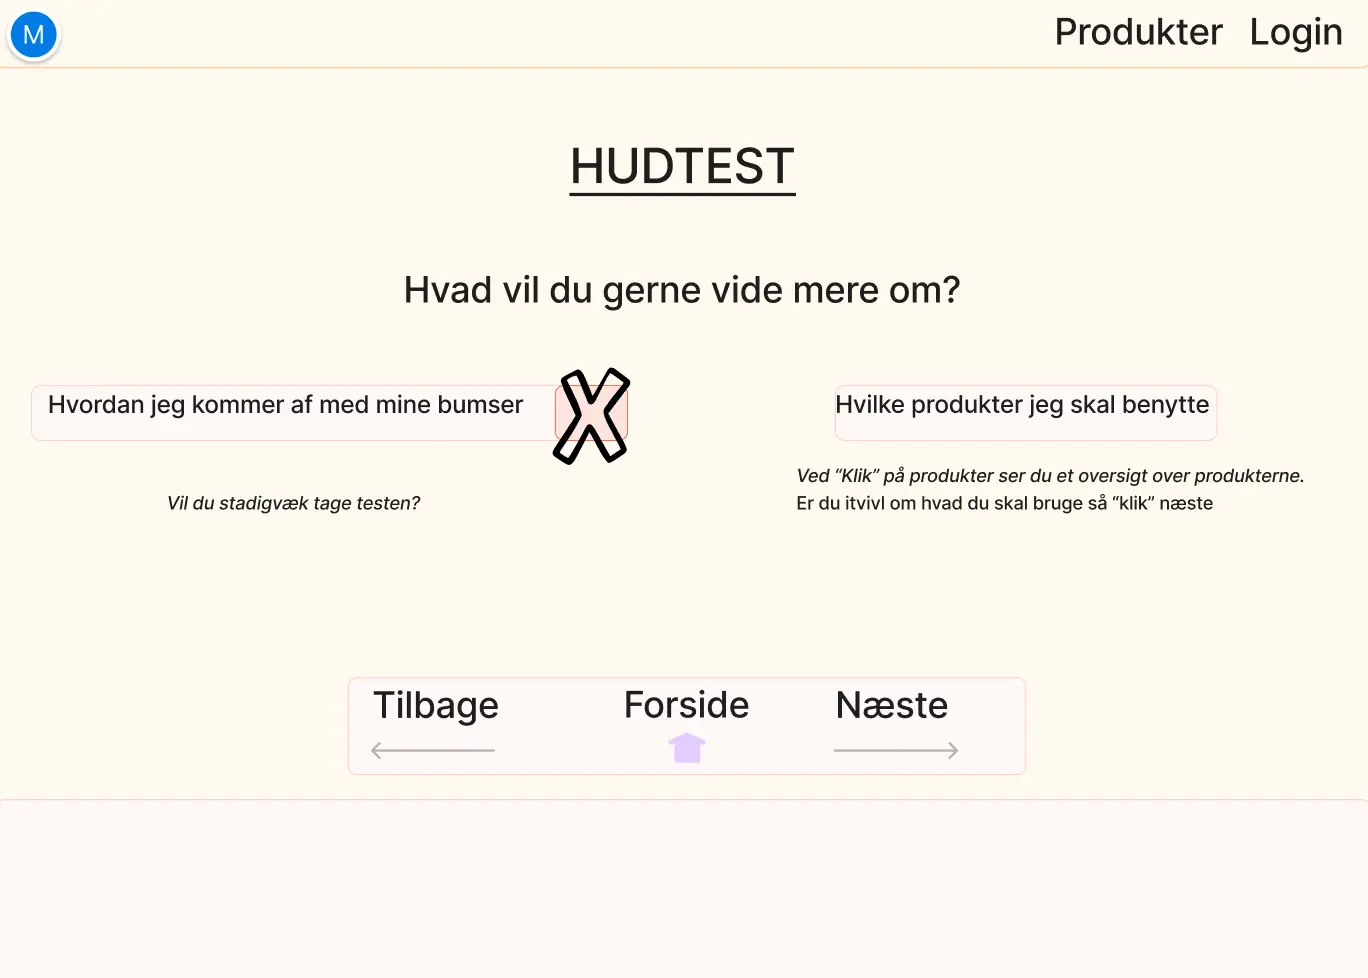 M
Produkter Login
HUDTEST
Hvad vil du gerne vide mere om?
Hvordan jeg kommer af med mine bumser
X
Hvilke produkter jeg skal benytte
Vil du stadigvæk tage testen?
Ved “Klik” på produkter ser du et oversigt over produkterne.
Er du itvivl om hvad du skal bruge så “klik” næste
Tilbage Forside Næste